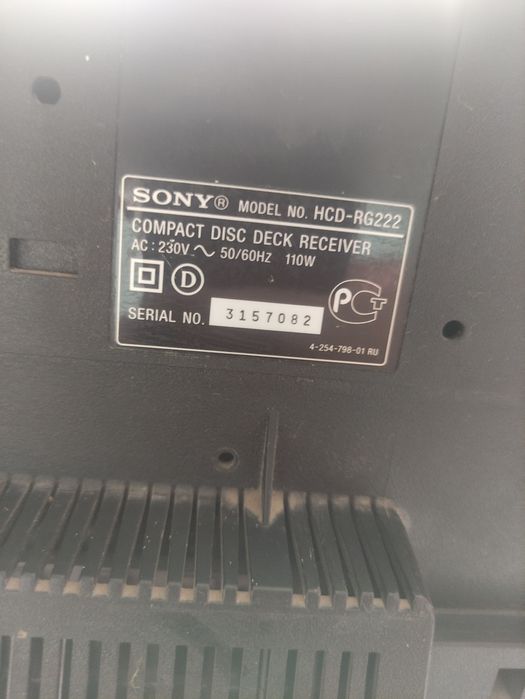 SONY® MODEL NO. HCD-RG222
COMPACT DISC DECK RECEIVER
AC: 230V ~ 50/60HZ 110W
D
PCT
SERIAL NO. 3157082
4-254-798-01 RU